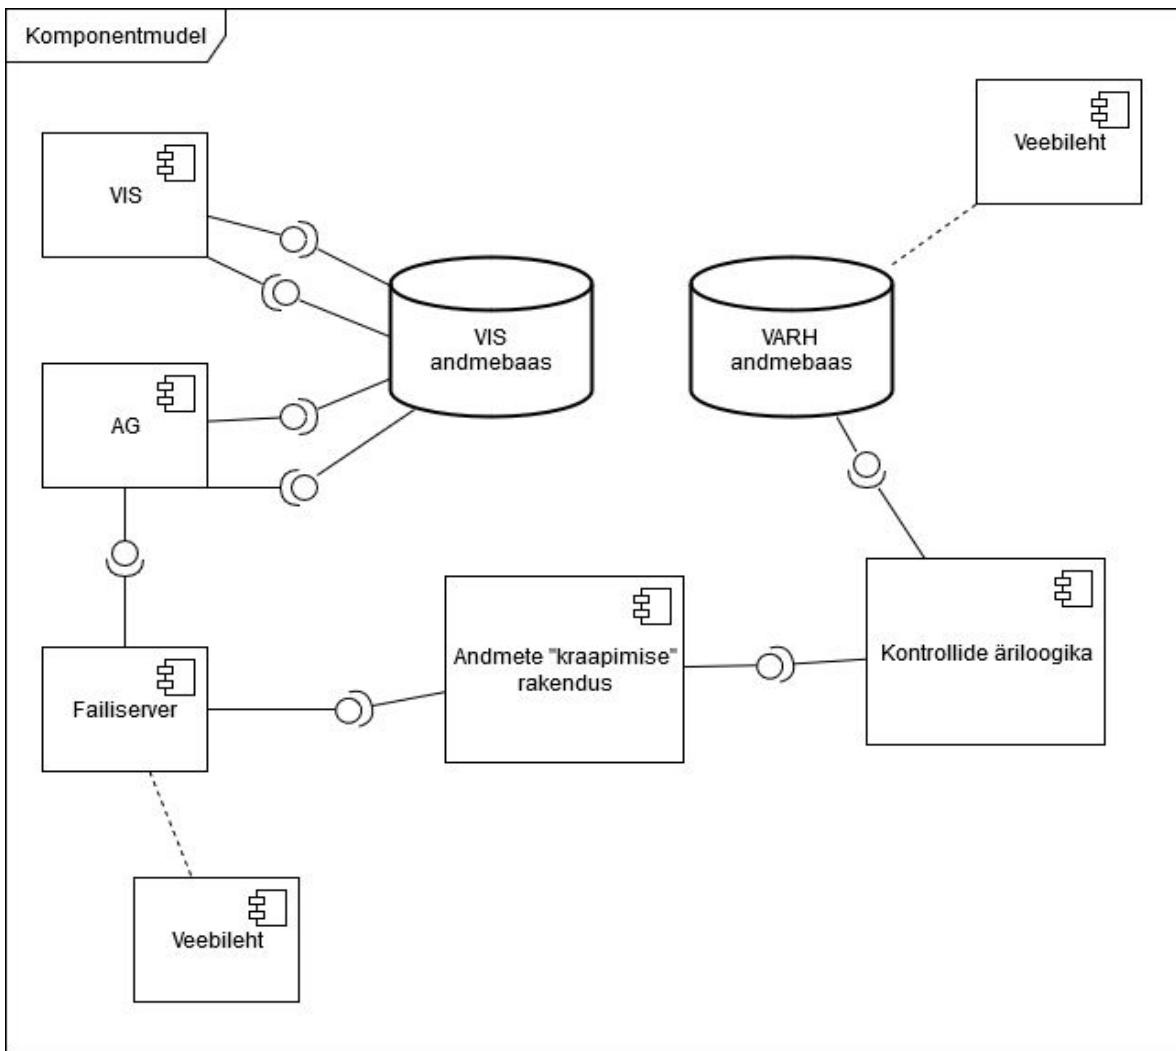 Komponentmudel
Veebileht
VIS
VIS
andmebaas
VARH
andmebaas
AG
Andmete "kraapimise"
rakendus
Kontrollide äriloogika
Failiserver
Veebileht